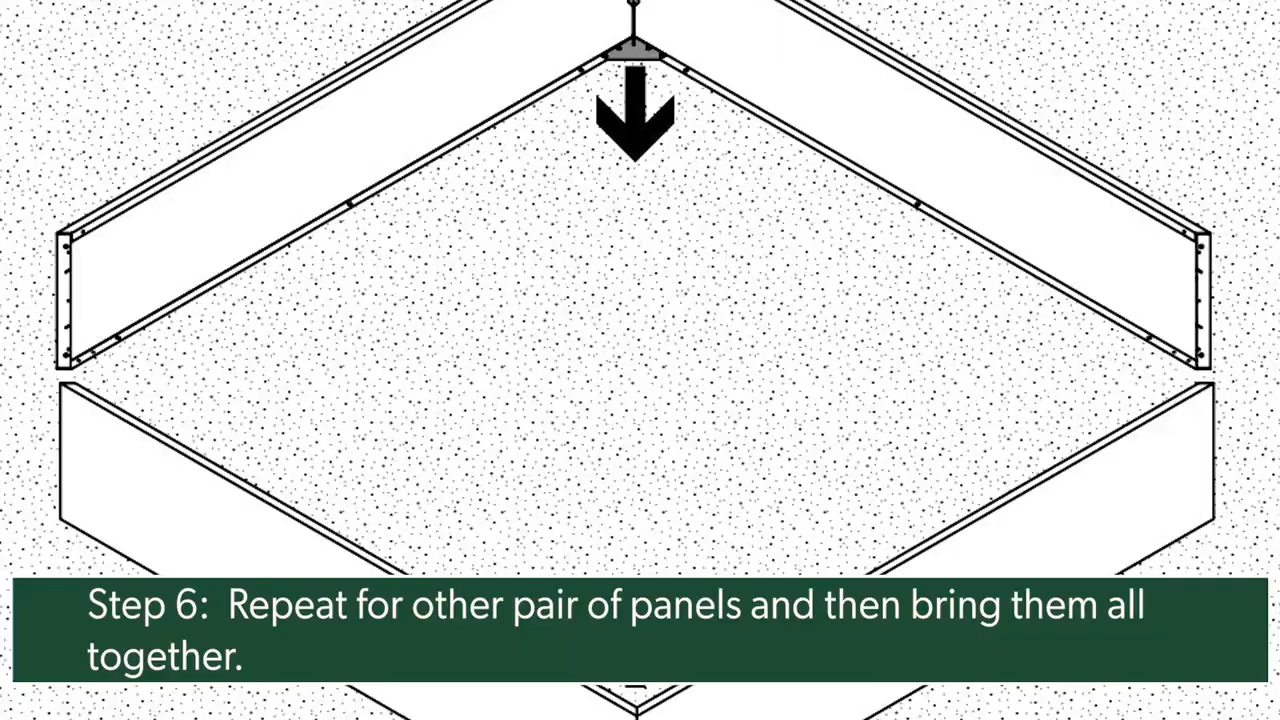 Step 6:  Repeat for other pair of panels and then bring them all
together.